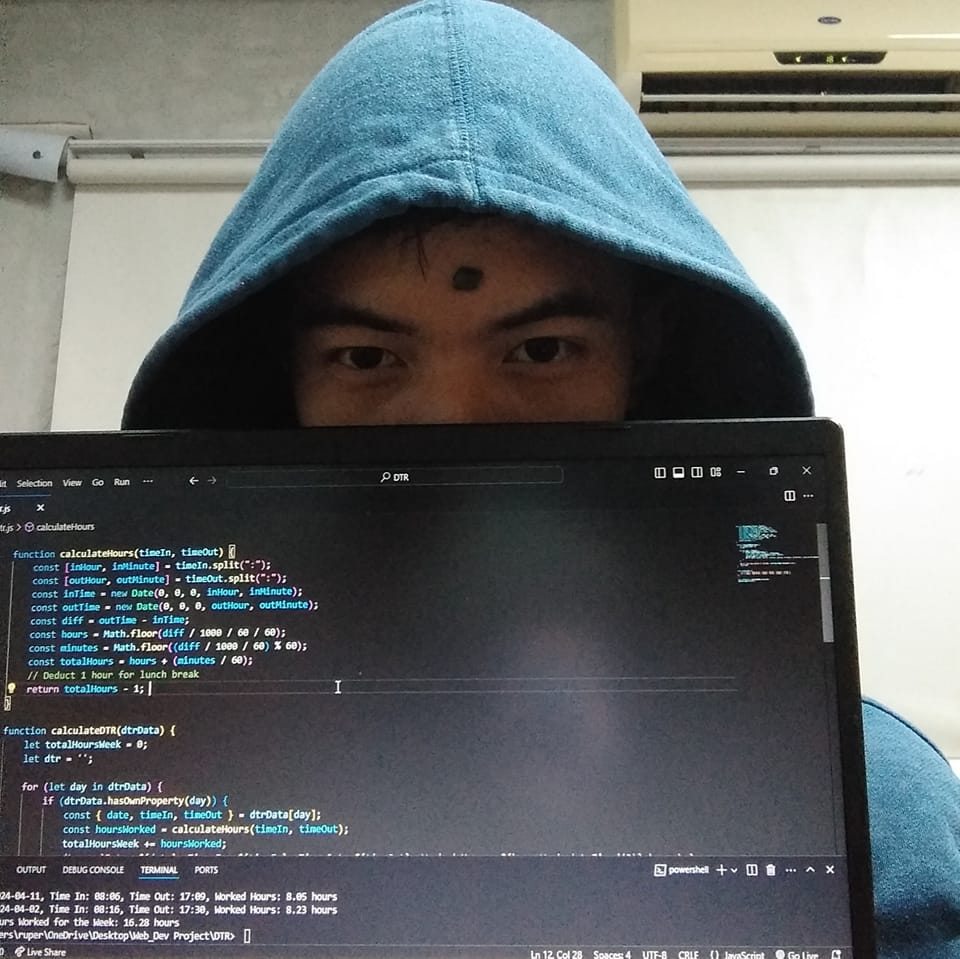 Selection View Go Run ··· ← → DTR
.js ×
tr.js > calculateHours
function calculateHours(timeIn, timeOut) {
const [inHour, inMinute] = timeIn.split(":");
const [outHour, outMinute] = timeOut.split(":");
const inTime = new Date(0, 0, 0, inHour, inMinute);
const outTime = new Date(0, 0, 0, outHour, outMinute);
const diff = outTime - inTime;
const hours = Math.floor(diff / 1000 / 60 / 60);
const minutes = Math.floor((diff / 1000 / 60) % 60);
const totalHours = hours + (minutes / 60);
// Deduct 1 hour for lunch break
return totalHours - 1;
}
function calculateDTR(dtrData) {
let totalHoursWeek = 0;
let dtr = '';
for (let day in dtrData) {
if (dtrData.hasOwnProperty(day)) {
const { date, timeIn, timeOut } = dtrData[day];
const hoursWorked = calculateHours(timeIn, timeOut);
totalHoursWeek += hoursWorked;
OUTPUT DEBUG CONSOLE TERMINAL PORTS powershell
24-04-11, Time In: 08:06, Time Out: 17:09, Worked Hours: 8.05 hours
24-04-02, Time In: 08:16, Time Out: 17:30, Worked Hours: 8.23 hours
urs Worked for the Week: 16.28 hours
ers\ruper\OneDrive\Desktop\Web_Dev Project\DTR>
0 Live Share Ln 12, Col 28 Spaces: 4 UTF-8 CRLF {} JavaScript Go Live